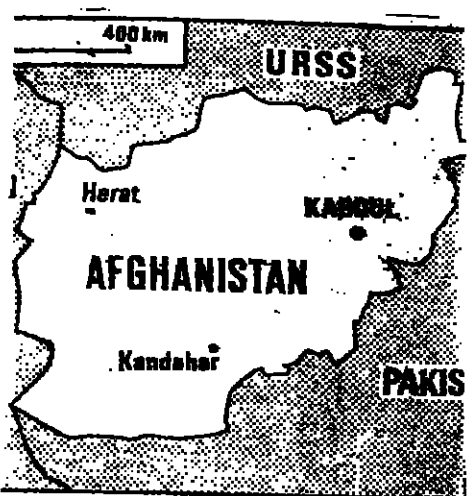 400 km
URSS
Herat
KABOUL
AFGHANISTAN
Kandahar
PAKIS